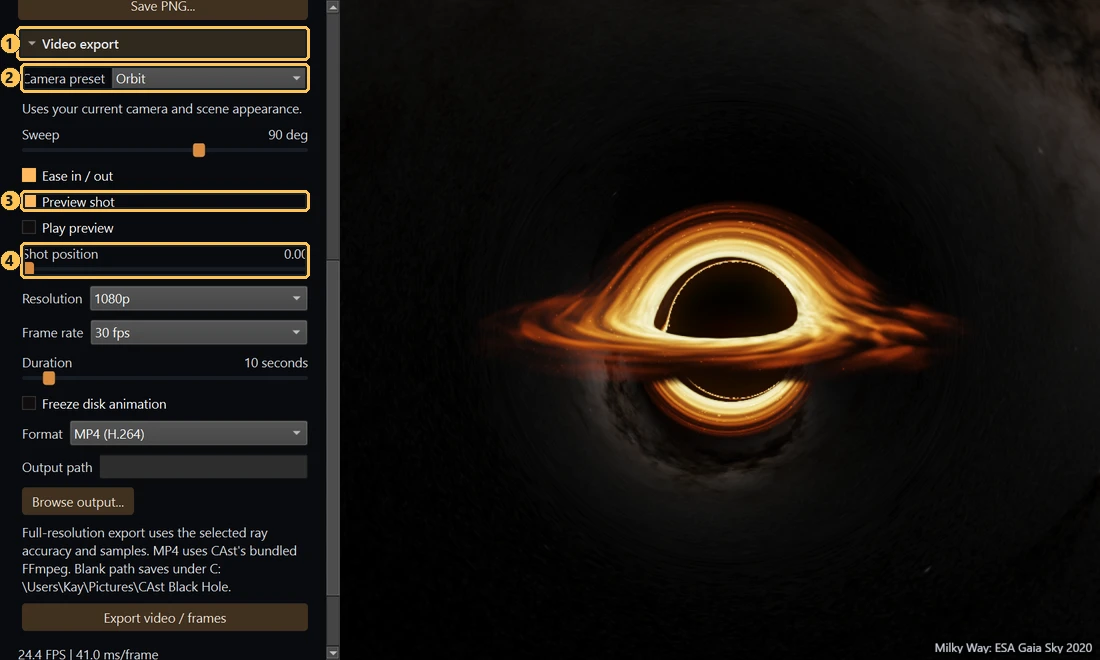 Save PNG...
1 Video export
2 Camera preset Orbit
Uses your current camera and scene appearance.
Sweep 90 deg
Ease in / out
3 Preview shot
Play preview
4 Shot position 0.00
Resolution 1080p
Frame rate 30 fps
Duration 10 seconds
Freeze disk animation
Format MP4 (H.264)
Output path
Browse output...
Full-resolution export uses the selected ray
accuracy and samples. MP4 uses CAst's bundled
FFmpeg. Blank path saves under C:
\Users\Kay\Pictures\CAst Black Hole.
Export video / frames
24.4 FPS | 41.0 ms/frame
Milky Way: ESA Gaia Sky 2020